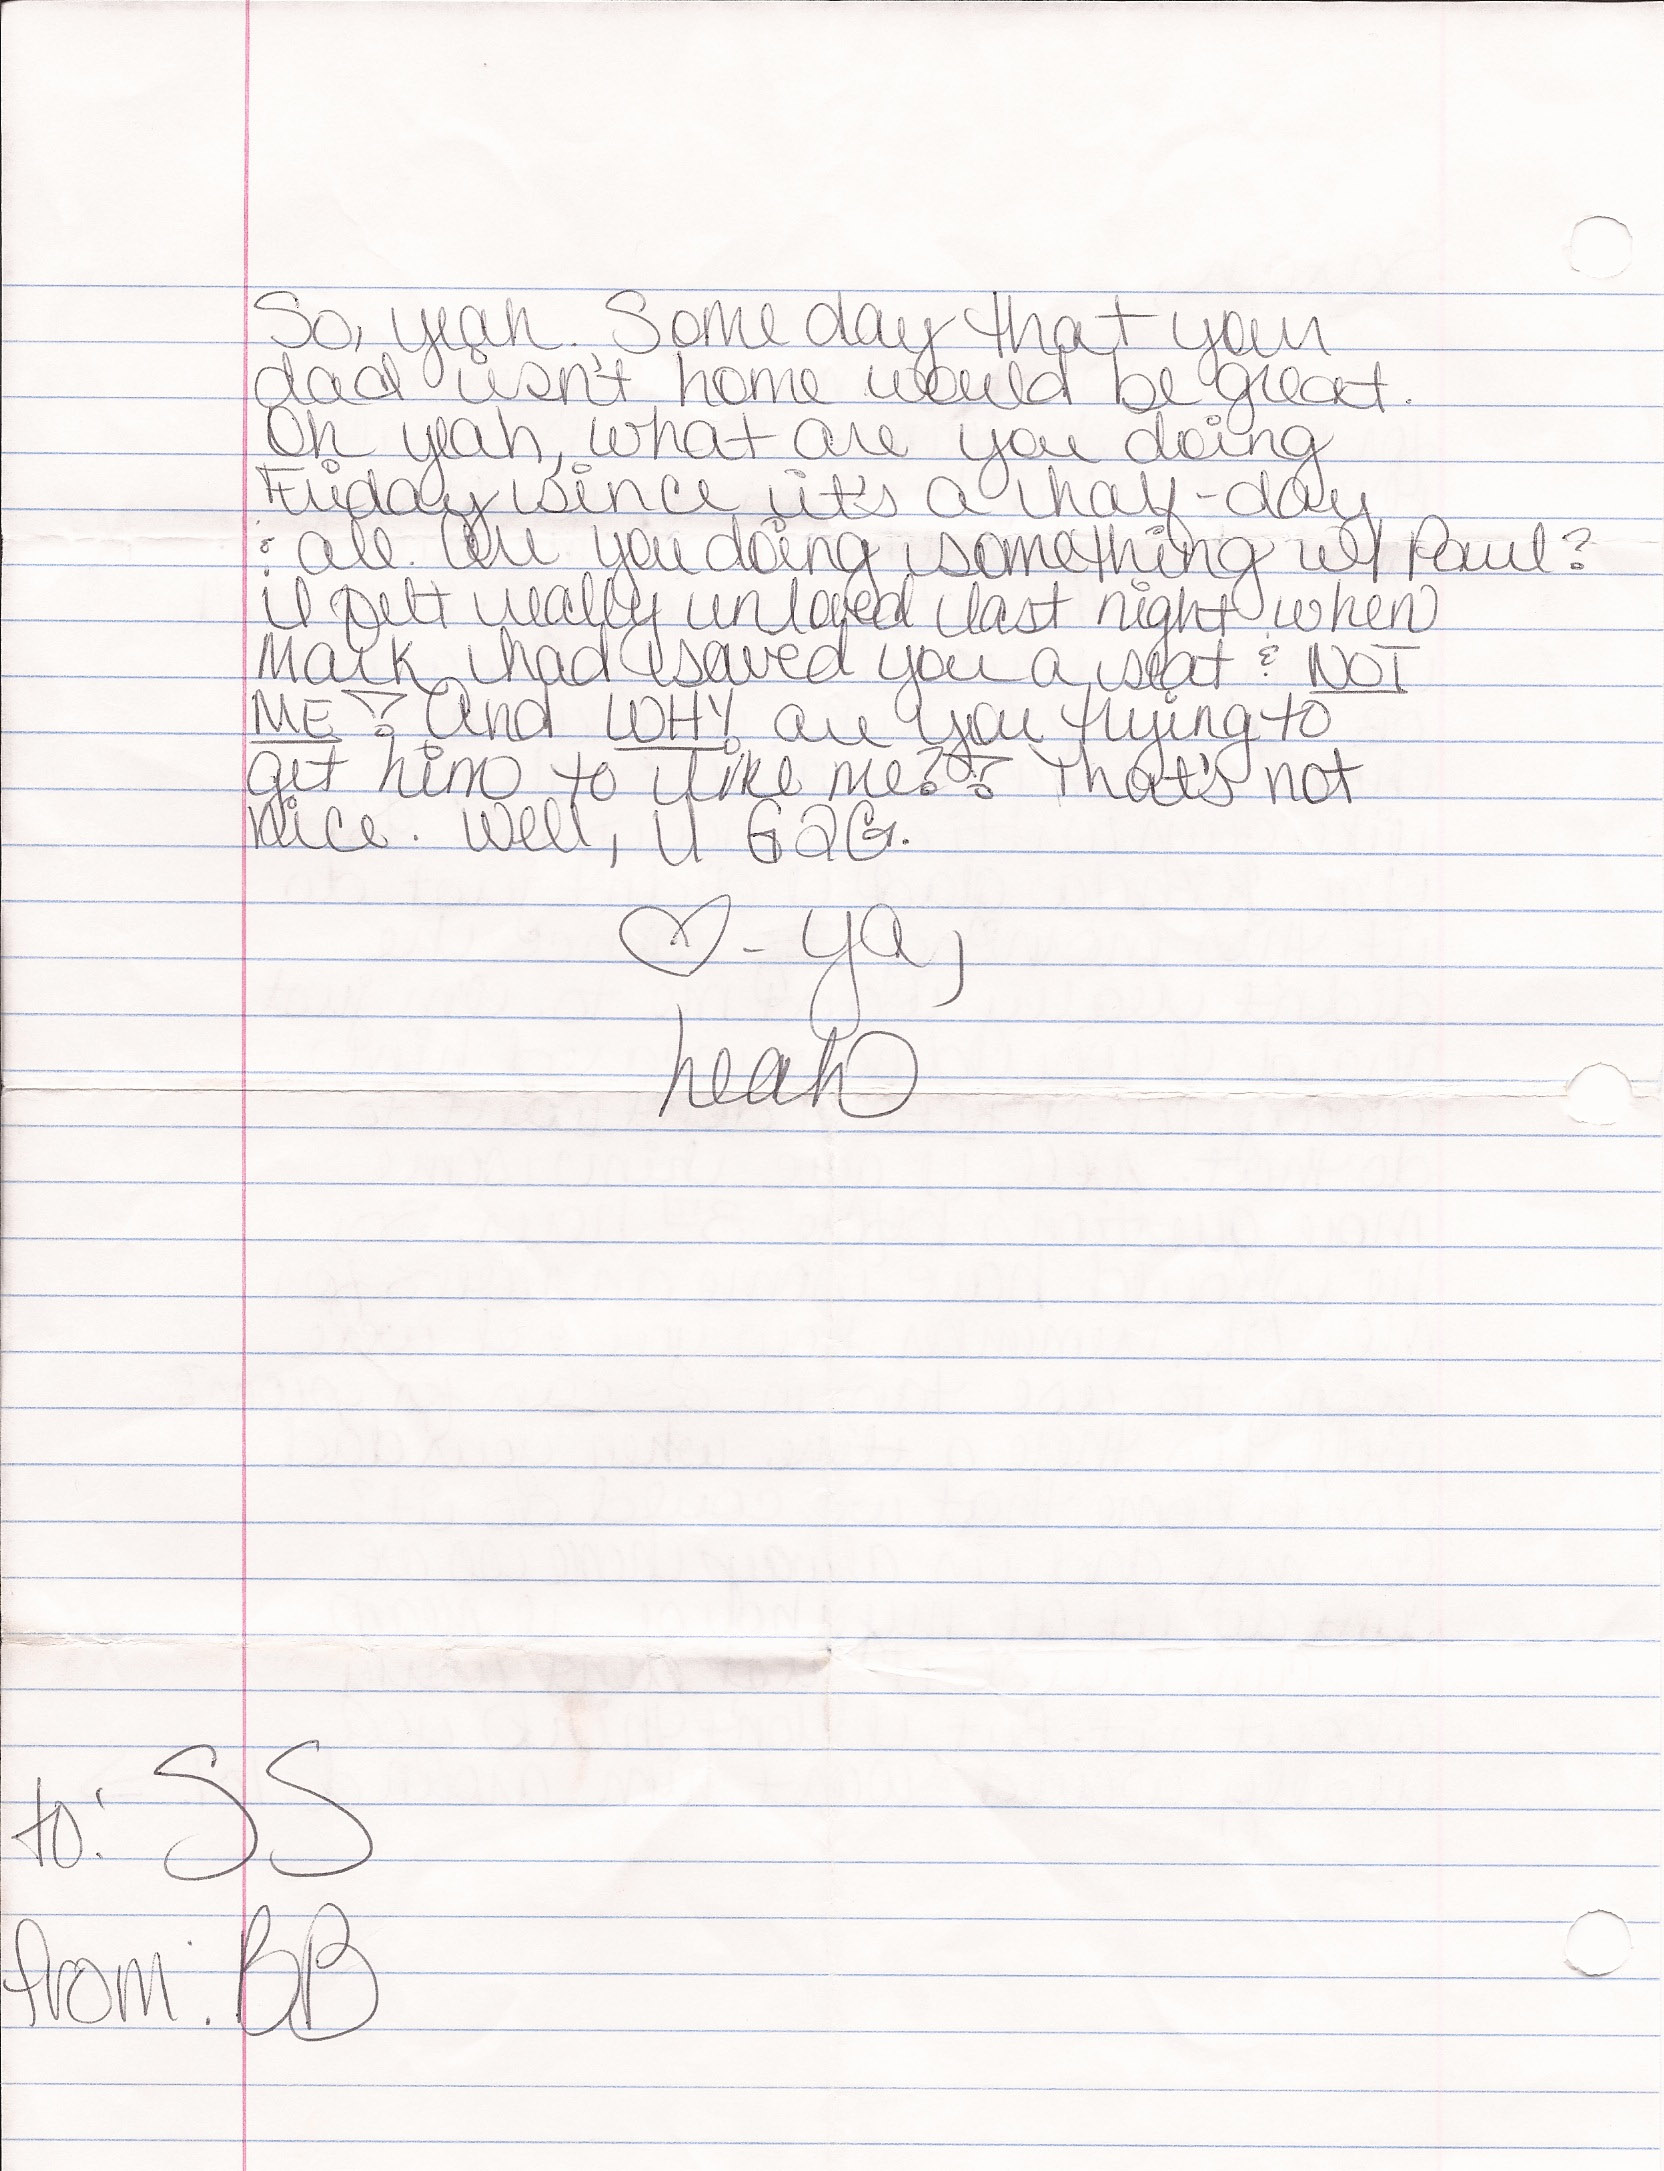 So, yeah. Some day that your
dad isn't home would be great.
Oh yeah, what are you doing
Friday since it's a half-day
& all. Are you doing something w/ Paul?
I felt really unloved last night when
Mark had saved you a seat & NOT
ME! And WHY are you trying to
get him to like me?! That's not
nice. Well, I G2G.
♡-ya,
Leah
to: SS
from: BB